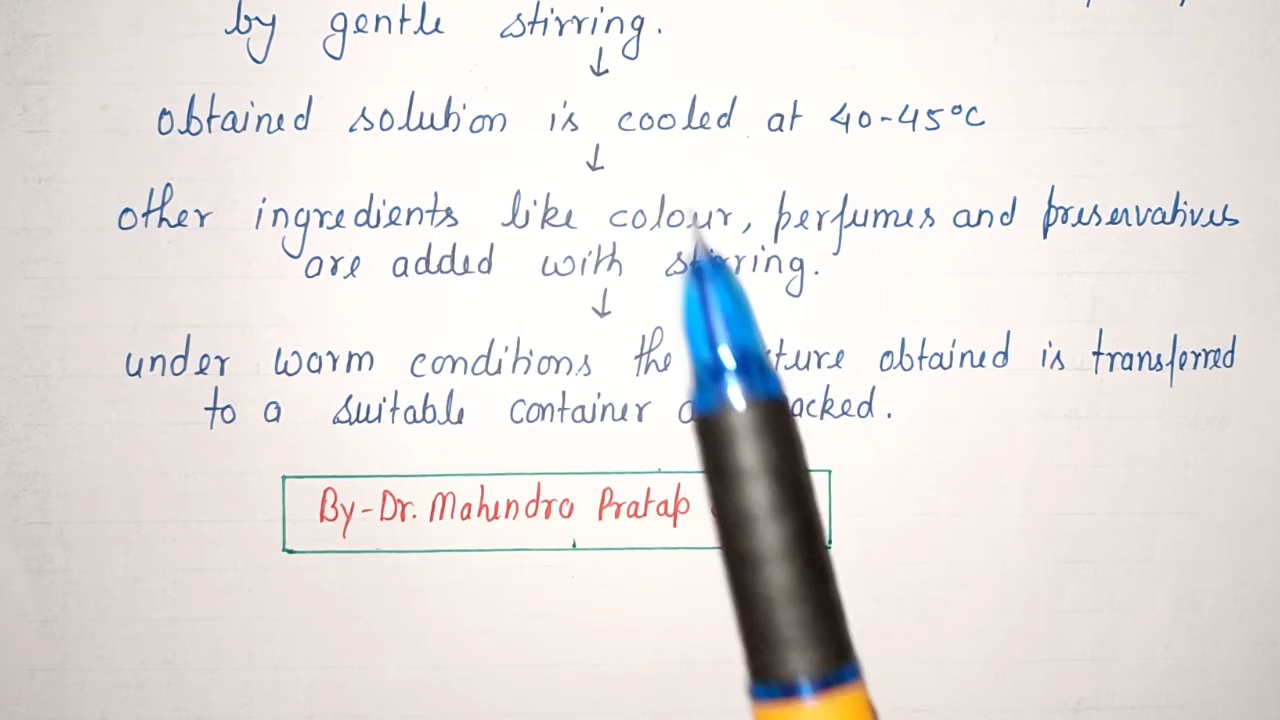 by gentle stirring.
↓
obtained solution is cooled at 40-45°C
↓
other ingredients like colour, perfumes and preservatives
are added with stirring.
↓
under warm conditions the obtained is transferred
to a suitable container
By-Dr. Mahendra Pratap